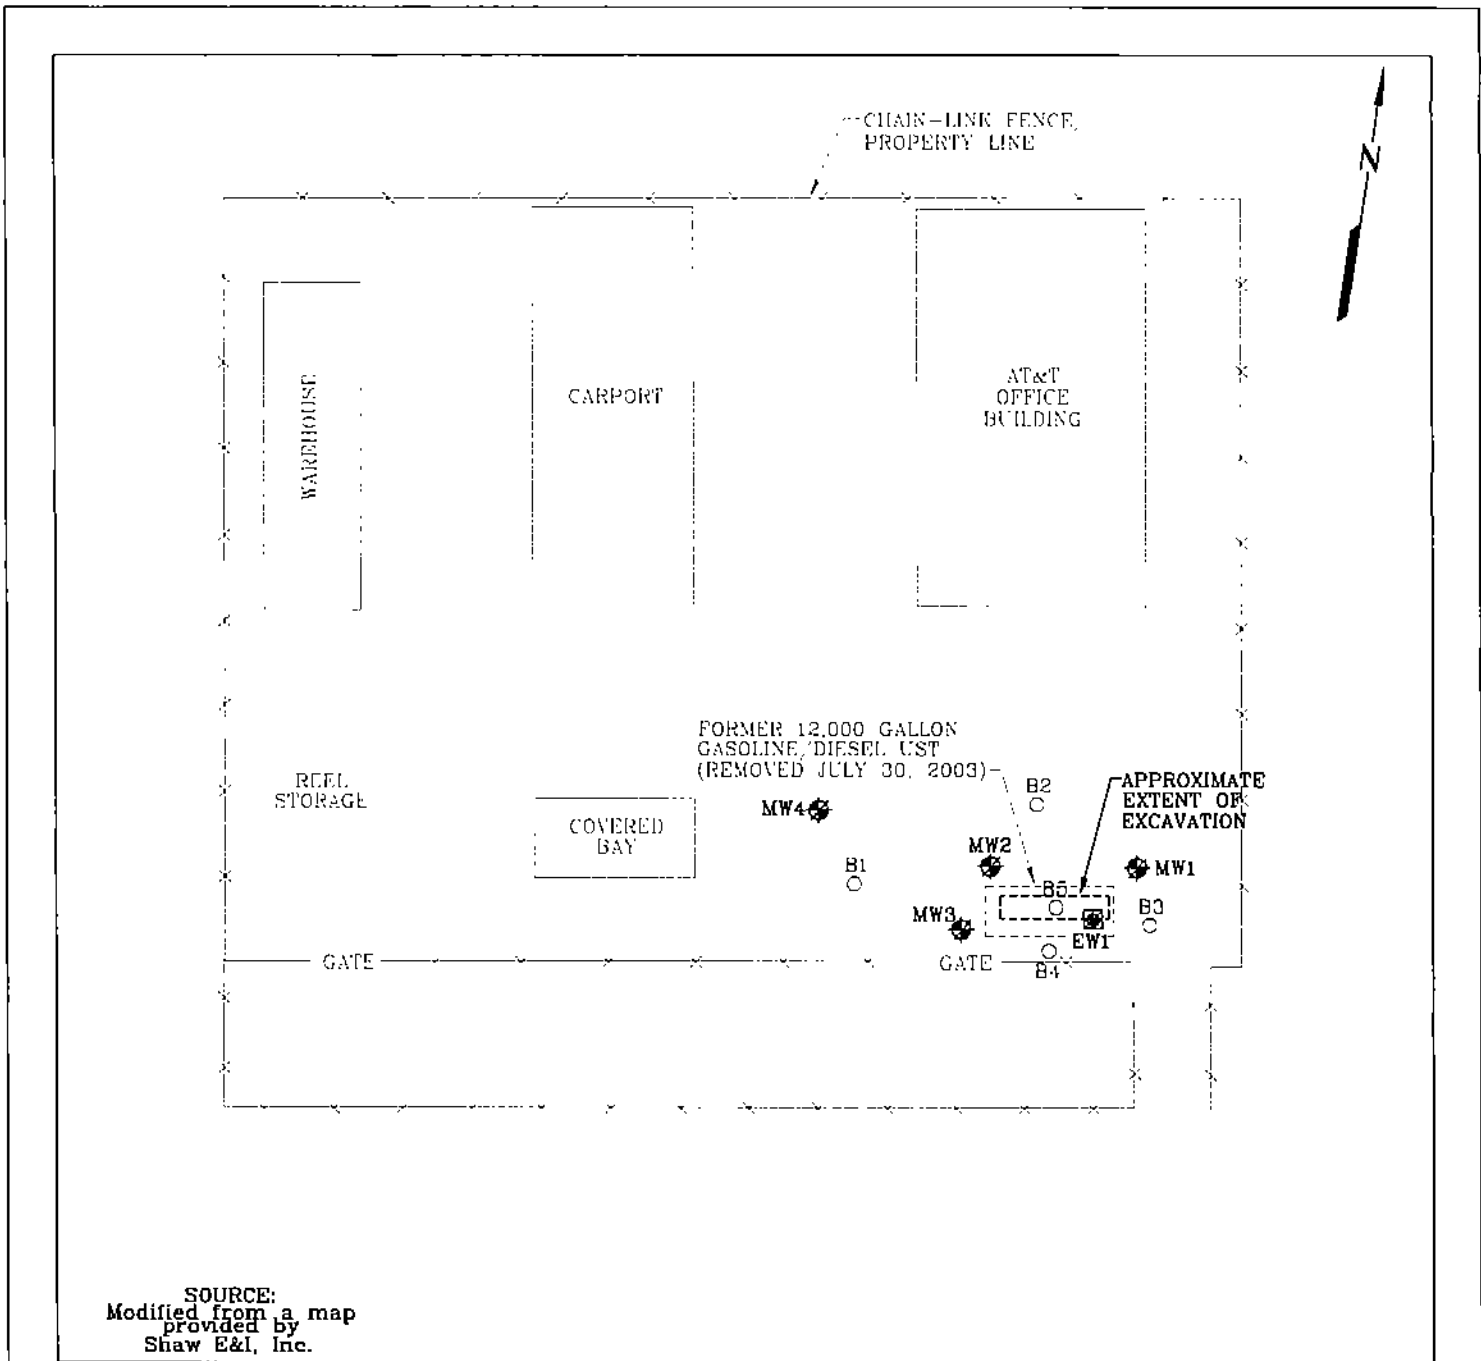 CHAIN-LINK FENCE,
PROPERTY LINE
N
WAREHOUSE
CARPORT
AT&T
OFFICE
BUILDING
FORMER 12,000 GALLON
GASOLINE/DIESEL UST
(REMOVED JULY 30, 2003)
REEL
STORAGE
COVERED
BAY
MW4
B1
B2
APPROXIMATE
EXTENT OF
EXCAVATION
MW2
MW1
B5
MW3
B3
EW1
GATE
GATE
B4
SOURCE:
Modified from a map
provided by
Shaw E&I, Inc.